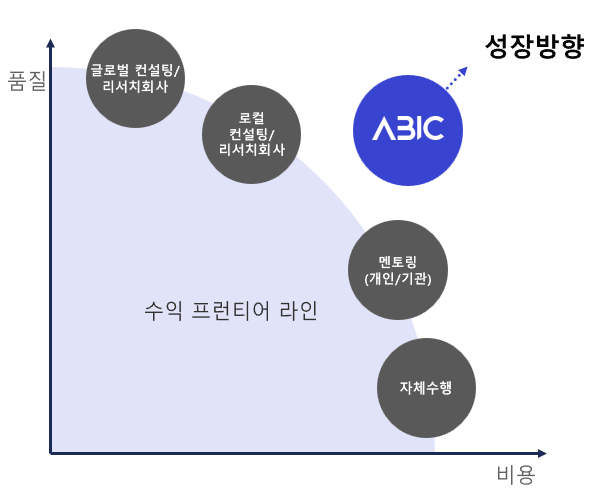 성장방향
품질
글로벌 컨설팅/
리서치회사
로컬
컨설팅/
리서치회사
ABIC
멘토링
(개인/기관)
수익 프런티어 라인
자체수행
비용